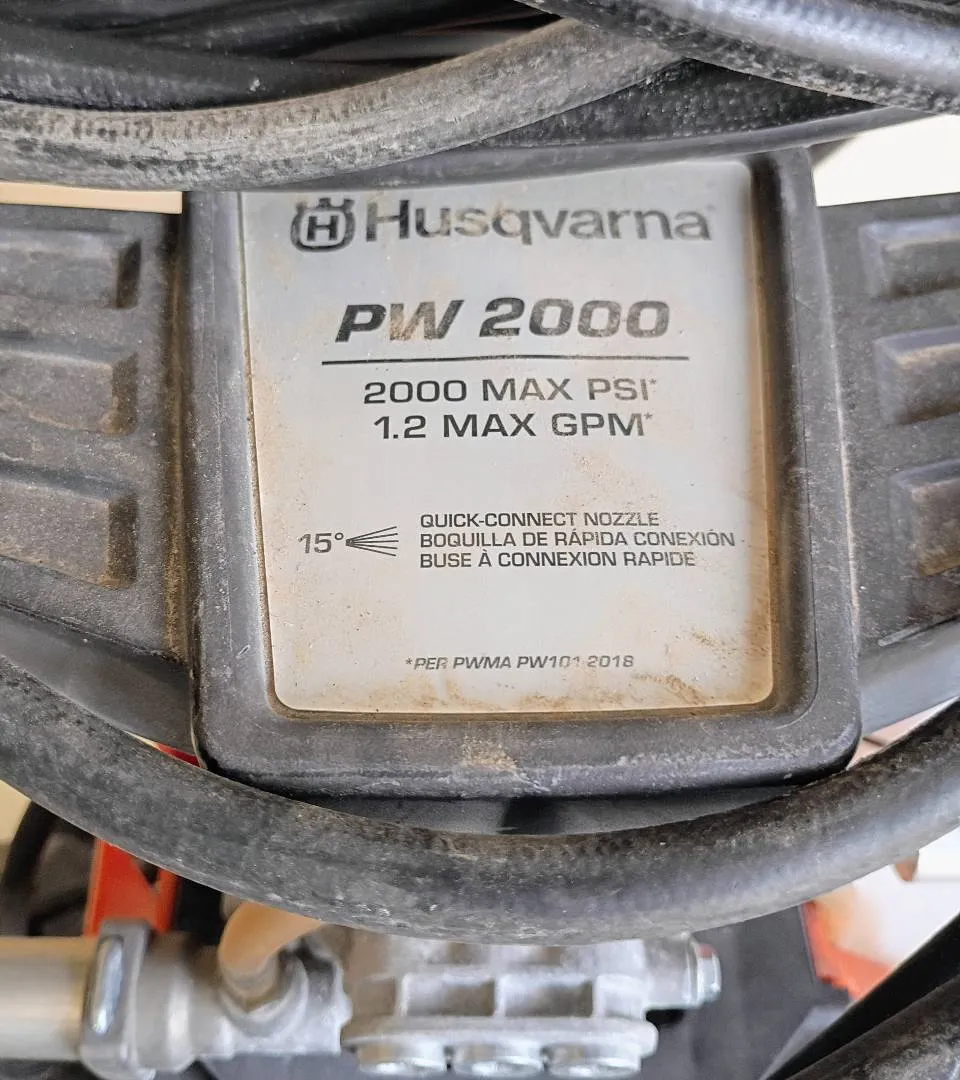 H Husqvarna
PW 2000
2000 MAX PSI*
1.2 MAX GPM*
15°
QUICK-CONNECT NOZZLE
BOQUILLA DE RÁPIDA CONEXIÓN
BUSE À CONNEXION RAPIDE
*PER PWMA PW101 2018